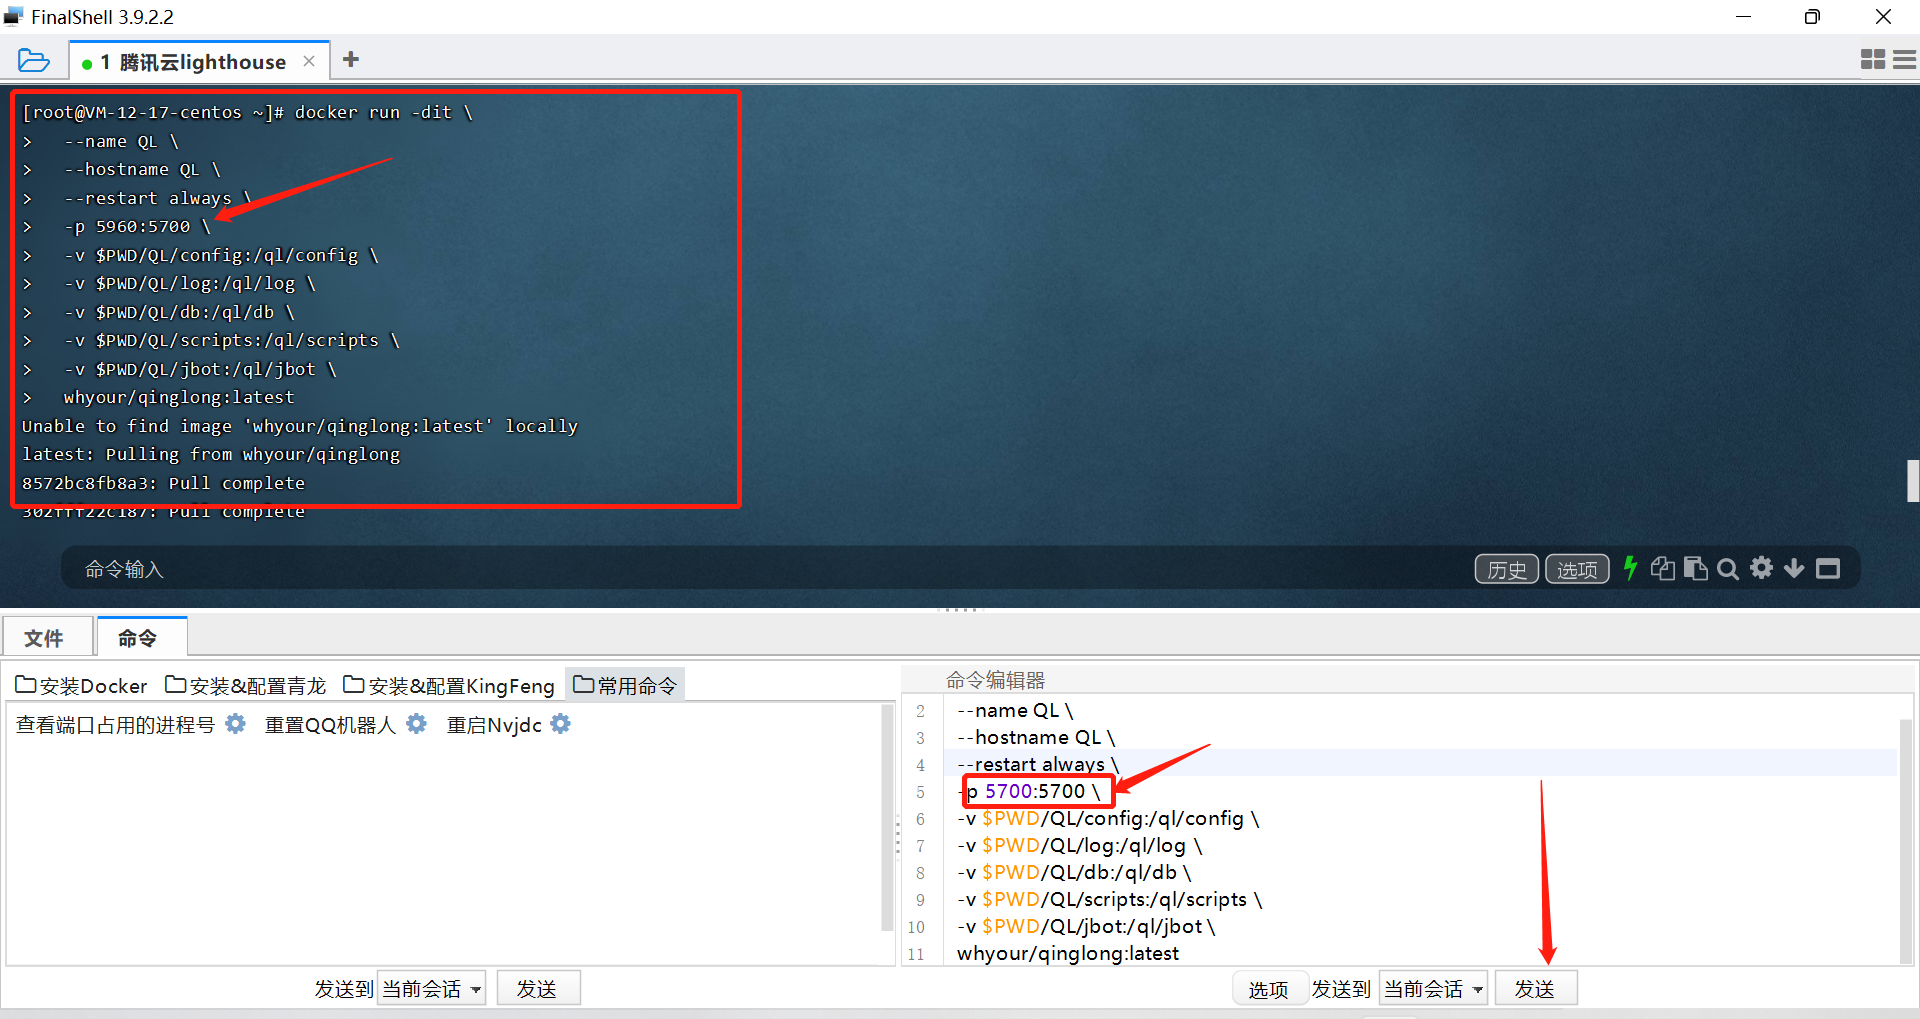 FinalShell 3.9.2.2
1 腾讯云lighthouse
[root@VM-12-17-centos ~]# docker run -dit \
> --name QL \
> --hostname QL \
> --restart always \
> -p 5960:5700 \
> -v $PWD/QL/config:/ql/config \
> -v $PWD/QL/log:/ql/log \
> -v $PWD/QL/db:/ql/db \
> -v $PWD/QL/scripts:/ql/scripts \
> -v $PWD/QL/jbot:/ql/jbot \
> whyour/qinglong:latest
Unable to find image 'whyour/qinglong:latest' locally
latest: Pulling from whyour/qinglong
8572bc8fb8a3: Pull complete
302fff22c187: Pull complete
命令输入 历史 选项
文件 命令
安装Docker 安装&配置青龙 安装&配置KingFeng 常用命令
查看端口占用的进程号 重置QQ机器人 重启Nvjdc
发送到 当前会话 发送
命令编辑器
2 --name QL \
3 --hostname QL \
4 --restart always \
5 -p 5700:5700 \
6 -v $PWD/QL/config:/ql/config \
7 -v $PWD/QL/log:/ql/log \
8 -v $PWD/QL/db:/ql/db \
9 -v $PWD/QL/scripts:/ql/scripts \
10 -v $PWD/QL/jbot:/ql/jbot \
11 whyour/qinglong:latest
选项 发送到 当前会话 发送